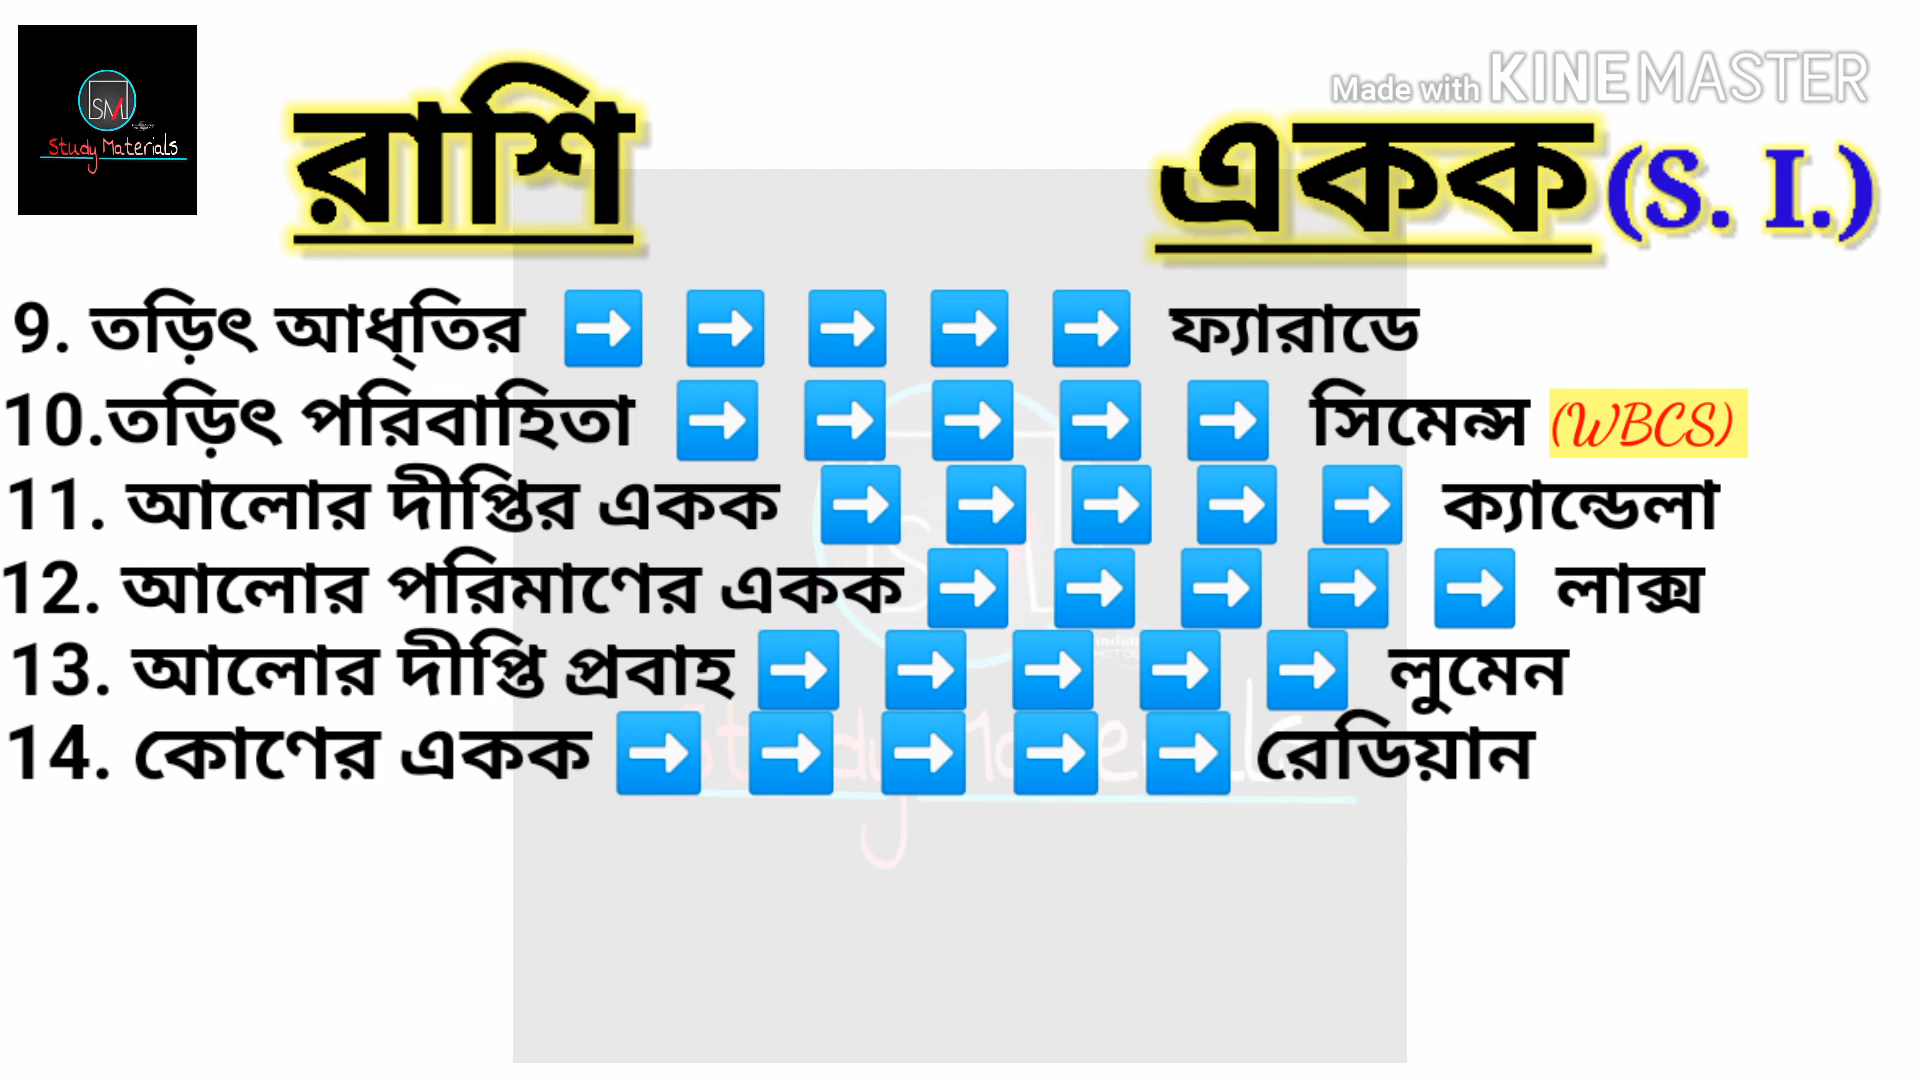 SM
Study Materials
Made with KINEMASTER
রাশি একক (S. I.)
9. তড়িৎ আধ্তির ➡ ➡ ➡ ➡ ➡ ফ্যারাডে
10.তড়িৎ পরিবাহিতা ➡ ➡ ➡ ➡ ➡ সিমেন্স (WBCS)
11. আলোর দীপ্তির একক ➡ ➡ ➡ ➡ ➡ ক্যান্ডেলা
12. আলোর পরিমাণের একক ➡ ➡ ➡ ➡ ➡ লাক্স
13. আলোর দীপ্তি প্রবাহ ➡ ➡ ➡ ➡ ➡ লুমেন
14. কোণের একক ➡ ➡ ➡ ➡ ➡ রেডিয়ান